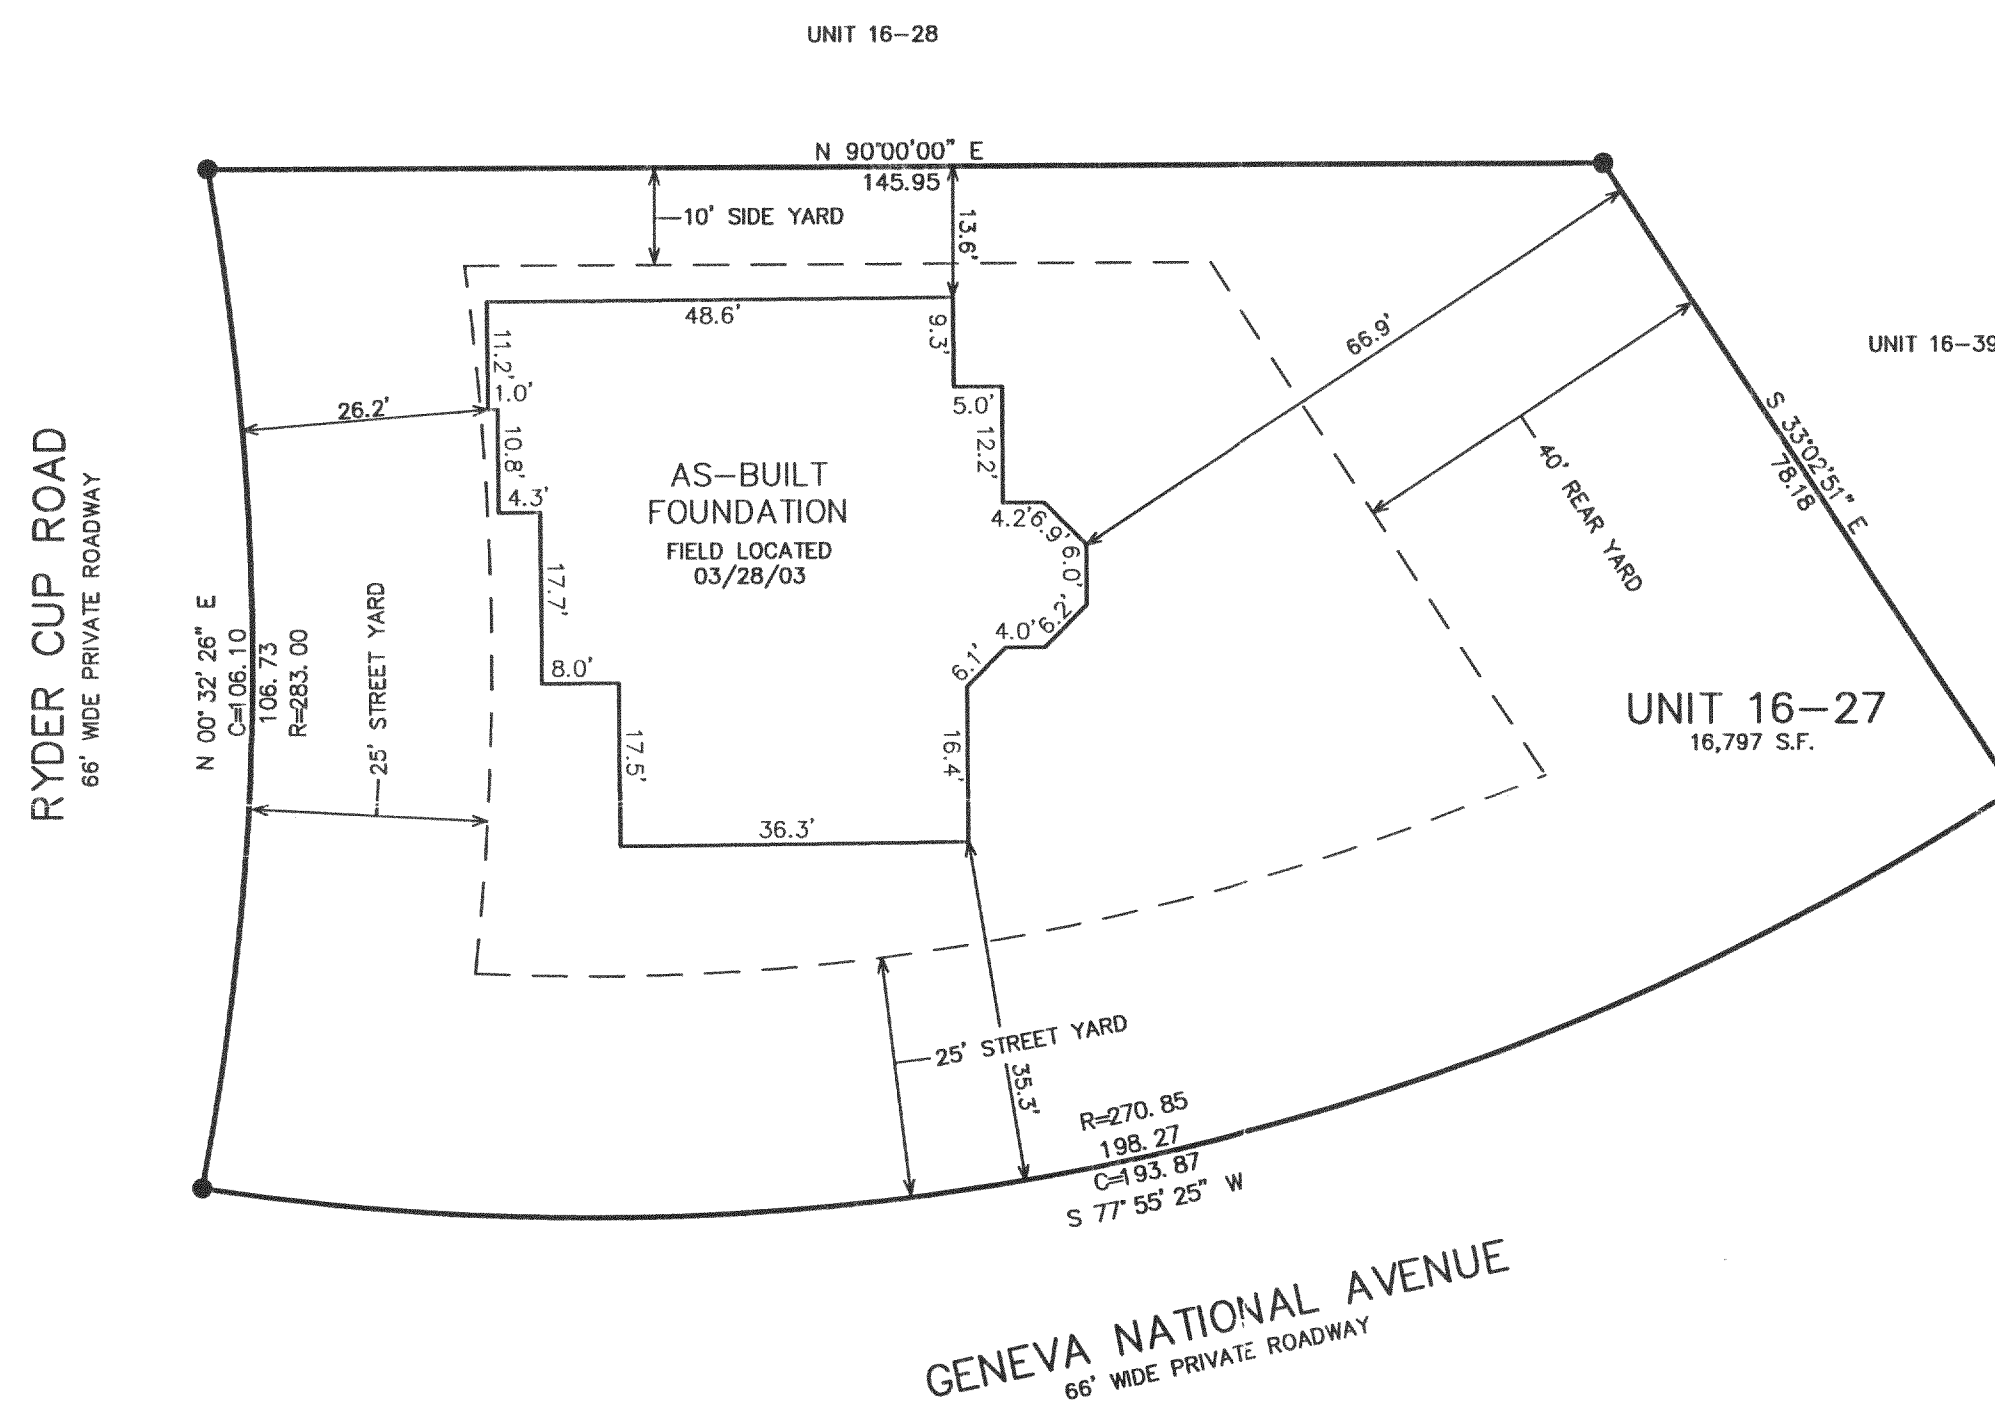 UNIT 16-28
N 90°00'00" E
145.95
10' SIDE YARD
13.6'
48.6'
9.3'
11.2'
1.0'
26.2'
5.0'
12.2'
10.8'
4.3'
AS-BUILT
FOUNDATION
FIELD LOCATED
03/28/03
4.2'
6.9'
6.0'
6.2'
4.0'
6.1'
17.7'
8.0'
17.5'
16.4'
36.3'
66.9'
40' REAR YARD
UNIT 16-39
S 33°02'51" E
78.18
UNIT 16-27
16,797 S.F.
RYDER CUP ROAD
66' WIDE PRIVATE ROADWAY
N 00° 32' 26" E
C=106.10
106.73
R=283.00
25' STREET YARD
25' STREET YARD
35.3'
R=270.85
198.27
C=193.87
S 77° 55' 25" W
GENEVA NATIONAL AVENUE
66' WIDE PRIVATE ROADWAY